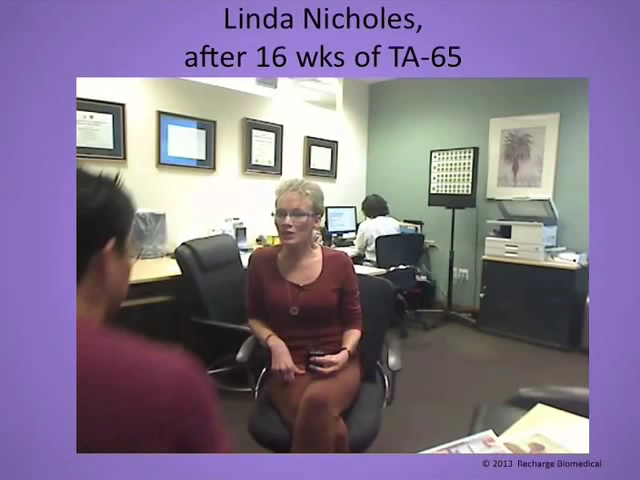 Linda Nicholes,
after 16 wks of TA-65
© 2013 Recharge Biomedical